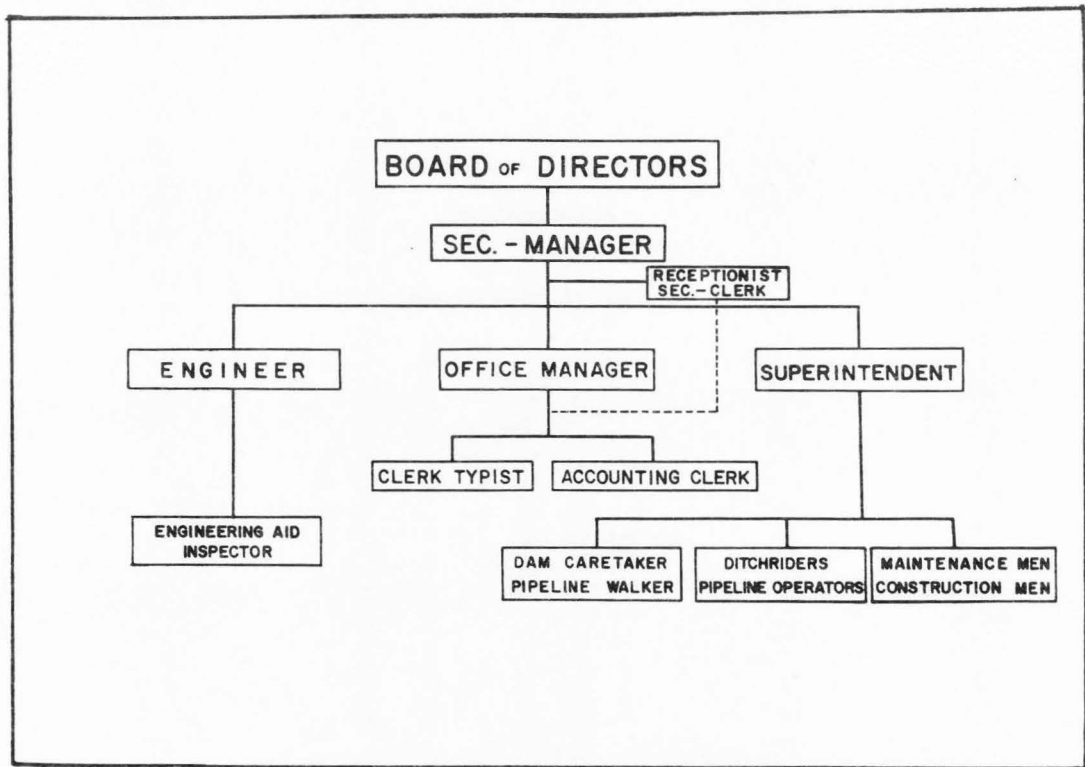 BOARD OF DIRECTORS
SEC. - MANAGER
RECEPTIONIST
SEC. - CLERK
ENGINEER
OFFICE MANAGER
SUPERINTENDENT
CLERK TYPIST
ACCOUNTING CLERK
ENGINEERING AID
INSPECTOR
DAM CARETAKER
PIPELINE WALKER
DITCHRIDERS
PIPELINE OPERATORS
MAINTENANCE MEN
CONSTRUCTION MEN